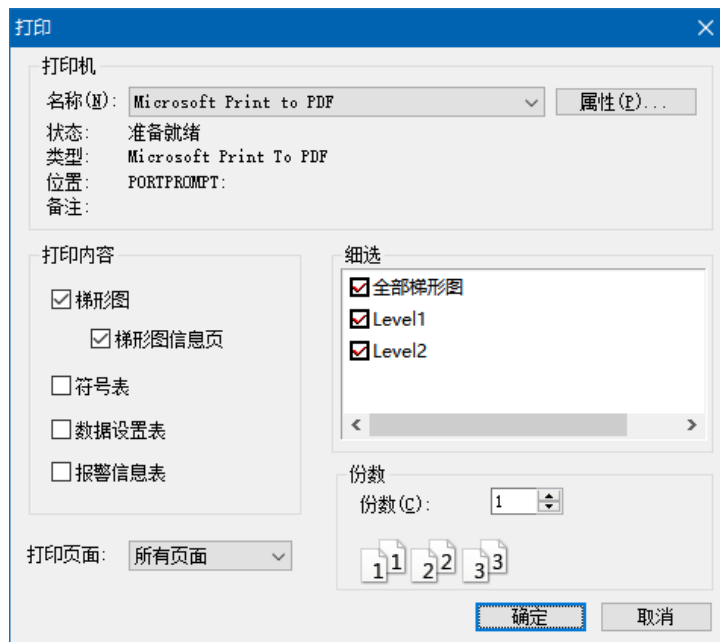 打印
打印机
名称(N): Microsoft Print to PDF 属性(P)...
状态: 准备就绪
类型: Microsoft Print To PDF
位置: PORTPROMPT:
备注:
打印内容
梯形图
梯形图信息页
符号表
数据设置表
报警信息表
细选
全部梯形图
Level1
Level2
份数
份数(C): 1
1 1 2 2 3 3
打印页面: 所有页面
确定 取消